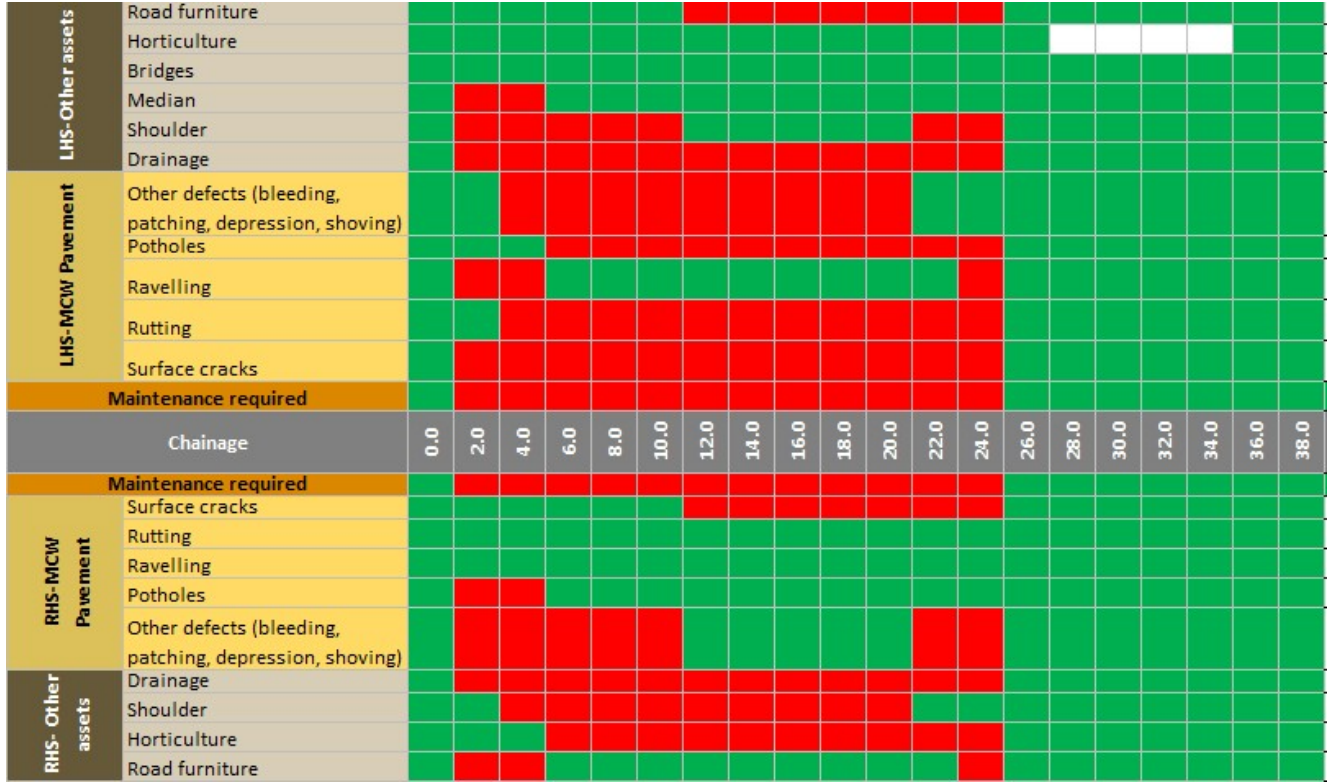 LHS-Other assets
Road furniture
Horticulture
Bridges
Median
Shoulder
Drainage
LHS-MCW Pavement
Other defects (bleeding,
patching, depression, shoving)
Potholes
Ravelling
Rutting
Surface cracks
Maintenance required
Chainage 0.0 2.0 4.0 6.0 8.0 10.0 12.0 14.0 16.0 18.0 20.0 22.0 24.0 26.0 28.0 30.0 32.0 34.0 36.0 38.0
Maintenance required
RHS-MCW
Pavement
Surface cracks
Rutting
Ravelling
Potholes
Other defects (bleeding,
patching, depression, shoving)
RHS- Other
assets
Drainage
Shoulder
Horticulture
Road furniture